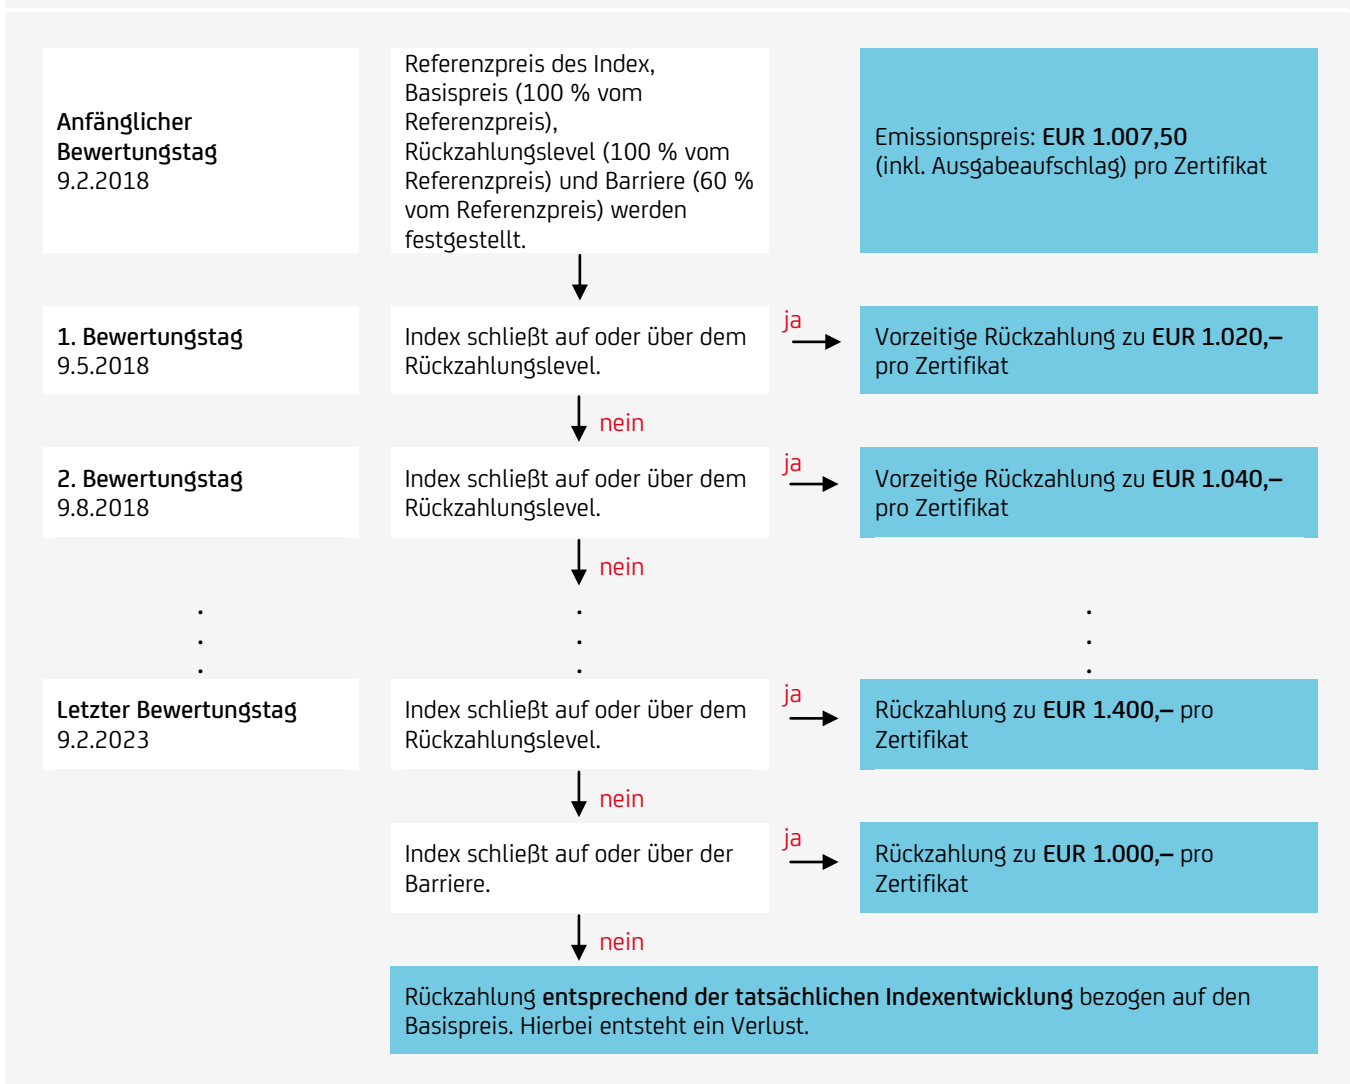 Anfänglicher
Bewertungstag
9.2.2018
Referenzpreis des Index,
Basispreis (100 % vom
Referenzpreis),
Rückzahlungslevel (100 % vom
Referenzpreis) und Barriere (60 %
vom Referenzpreis) werden
festgestellt.
Emissionspreis: EUR 1.007,50
(inkl. Ausgabeaufschlag) pro Zertifikat
1. Bewertungstag
9.5.2018
Index schließt auf oder über dem
Rückzahlungslevel.
ja
Vorzeitige Rückzahlung zu EUR 1.020,–
pro Zertifikat
nein
2. Bewertungstag
9.8.2018
Index schließt auf oder über dem
Rückzahlungslevel.
ja
Vorzeitige Rückzahlung zu EUR 1.040,–
pro Zertifikat
nein
. . .
. . .
. . .
Letzter Bewertungstag
9.2.2023
Index schließt auf oder über dem
Rückzahlungslevel.
ja
Rückzahlung zu EUR 1.400,– pro
Zertifikat
nein
Index schließt auf oder über der
Barriere.
ja
Rückzahlung zu EUR 1.000,– pro
Zertifikat
nein
Rückzahlung entsprechend der tatsächlichen Indexentwicklung bezogen auf den
Basispreis. Hierbei entsteht ein Verlust.